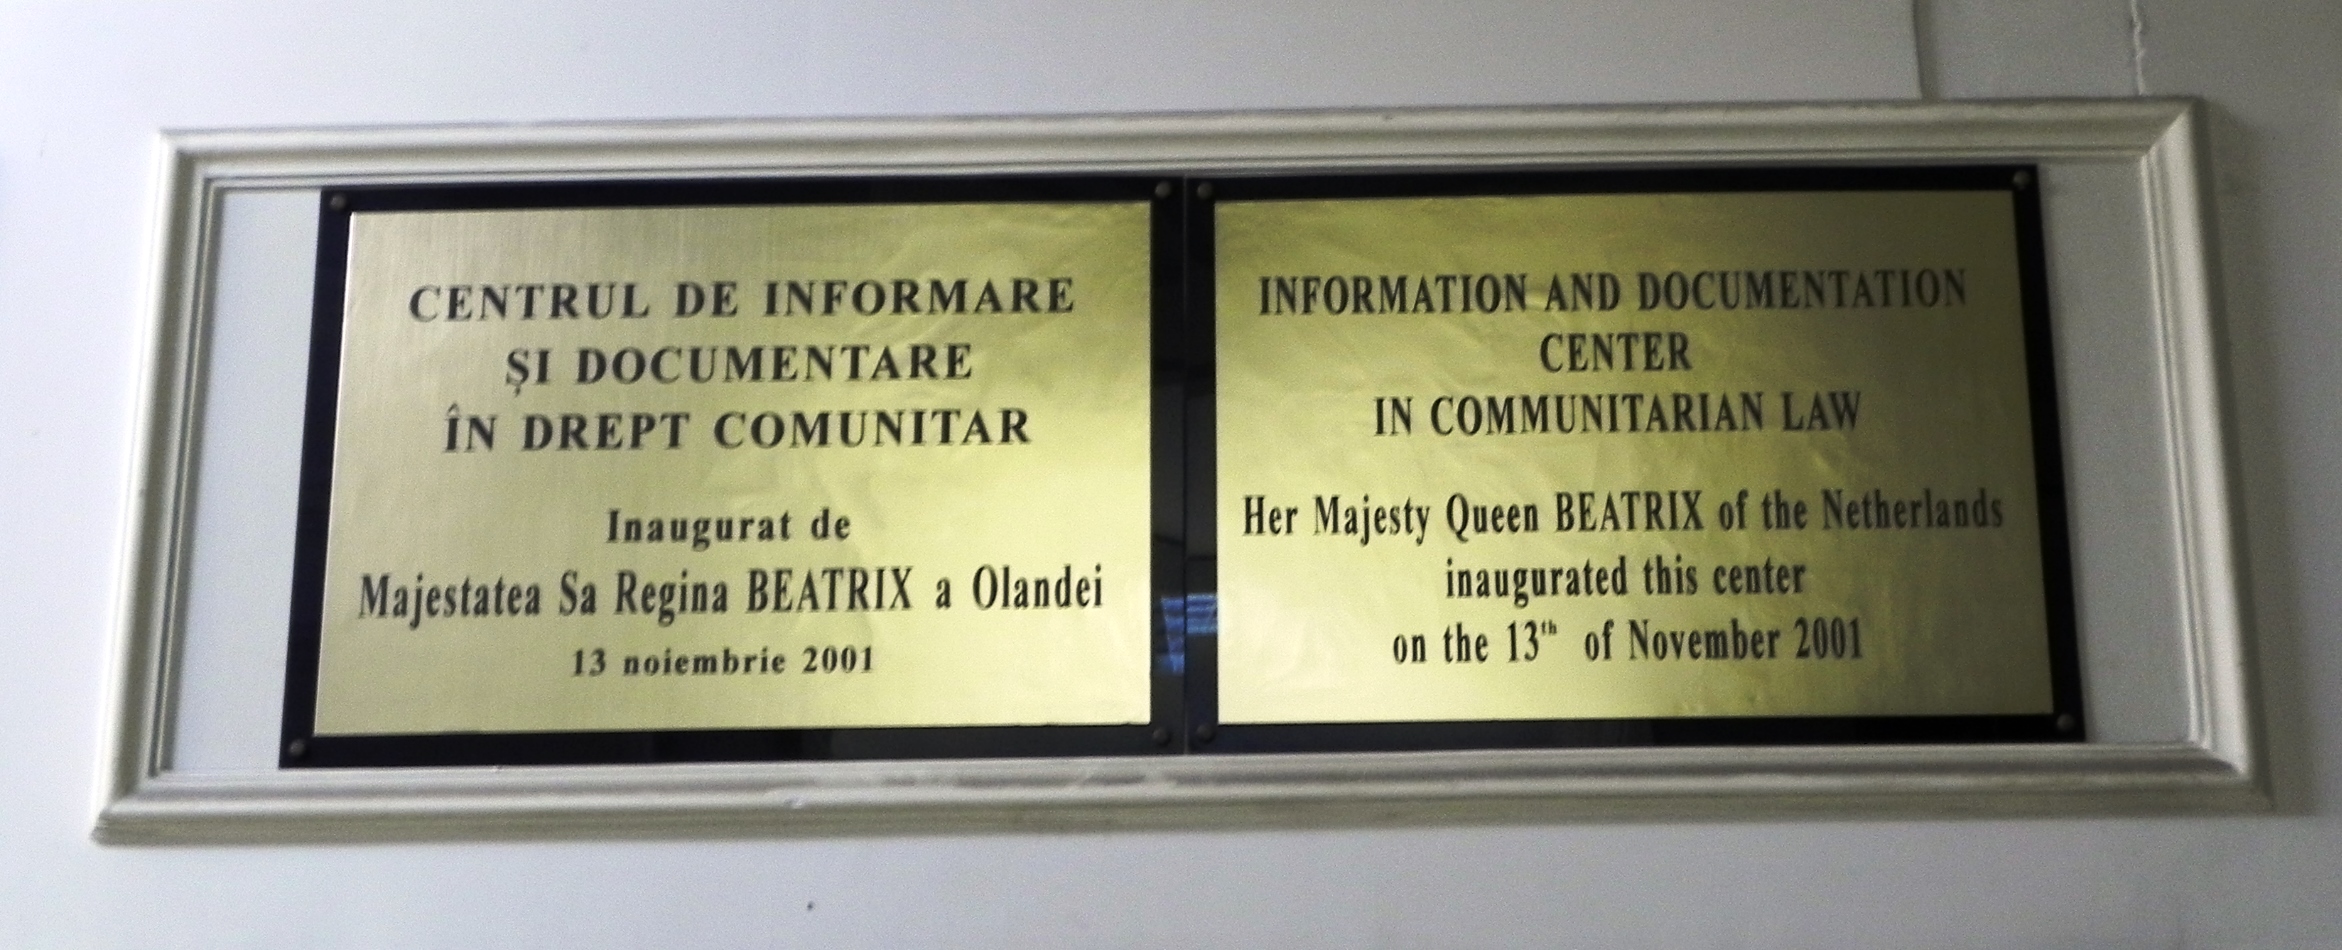 CENTRUL DE INFORMARE
ȘI DOCUMENTARE
ÎN DREPT COMUNITAR
Inaugurat de
Majestatea Sa Regina BEATRIX a Olandei
13 noiembrie 2001
INFORMATION AND DOCUMENTATION
CENTER
IN COMMUNITARIAN LAW
Her Majesty Queen BEATRIX of the Netherlands
inaugurated this center
on the 13th of November 2001